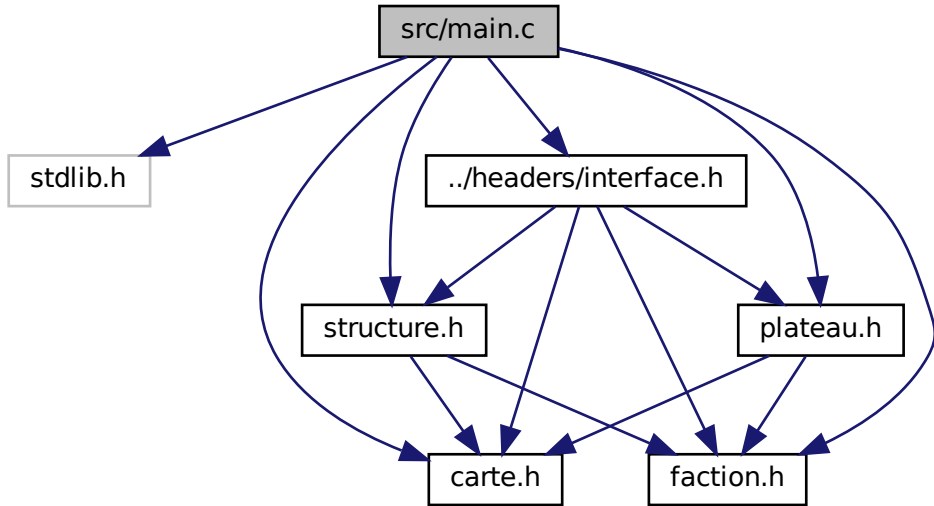 src/main.c
stdlib.h
../headers/interface.h
structure.h
plateau.h
carte.h
faction.h